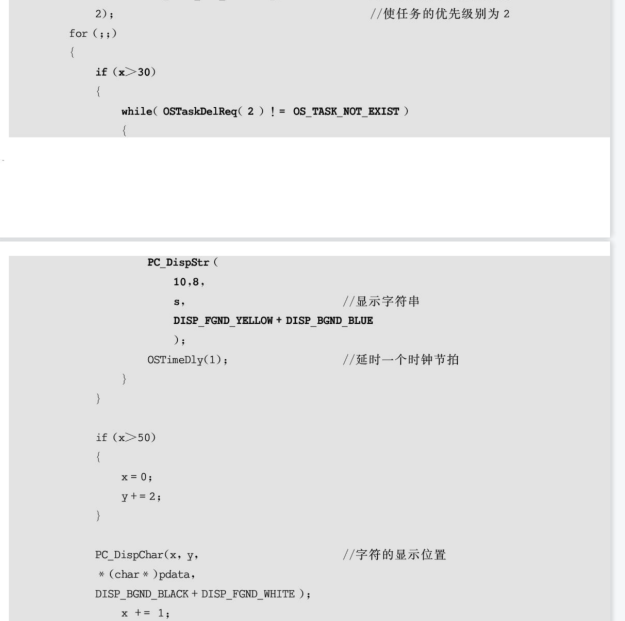 2);                    //使任务的优先级别为 2
for (;;)
{
if (x>30)
{
while( OSTaskDelReq( 2 ) != OS_TASK_NOT_EXIST )
{
PC_DispStr (
10,8,
s,                    //显示字符串
DISP_FGND_YELLOW + DISP_BGND_BLUE
);
OSTimeDly(1);                    //延时一个时钟节拍
}
}
if (x>50)
{
x = 0;
y += 2;
}
PC_DispChar(x, y,                    //字符的显示位置
* (char * )pdata,
DISP_BGND_BLACK + DISP_FGND_WHITE );
x += 1;